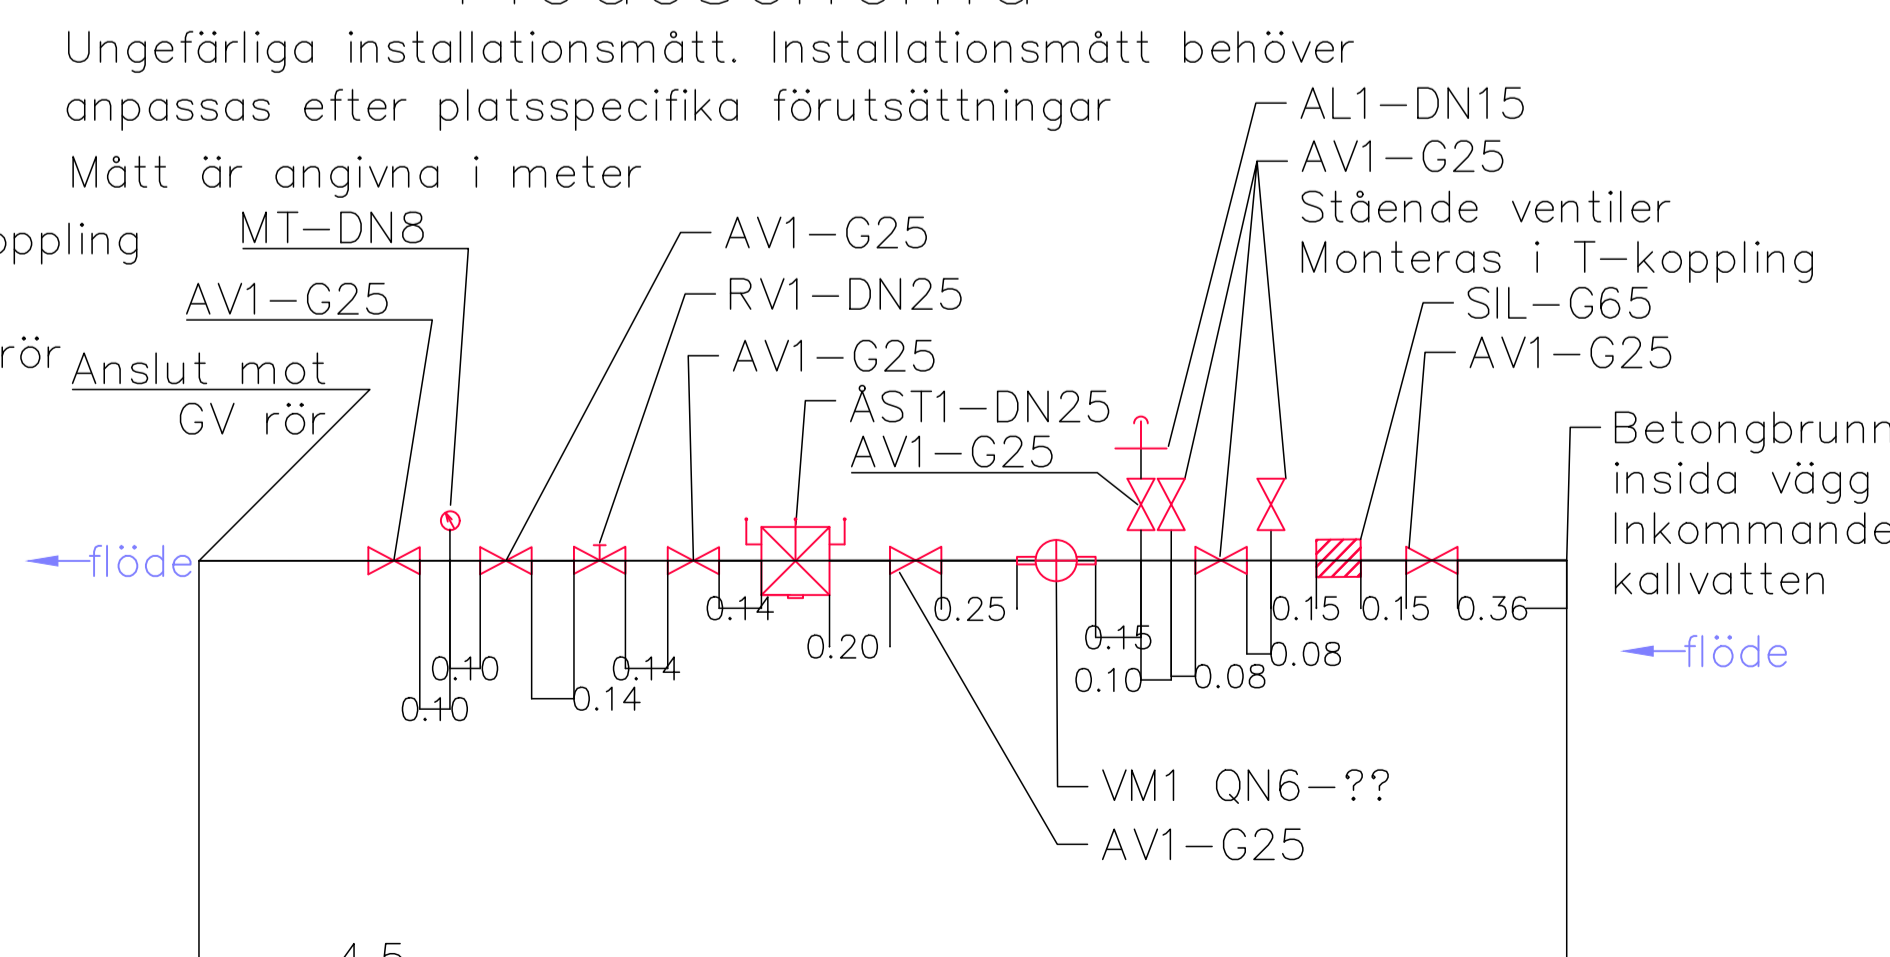 Ungefärliga installationsmått. Installationsmått behöver
anpassas efter platsspecifika förutsättningar
Mått är angivna i meter
AL1-DN15
AV1-G25
Stående ventiler
Monteras i T-koppling
oppling
MT-DN8
AV1-G25
RV1-DN25
AV1-G25
SIL-G65
AV1-G25
AV1-G25
rör
Anslut mot
GV rör
ÅST1-DN25
AV1-G25
Betongbrunn
insida vägg
Inkommande
kallvatten
flöde
flöde
0.10
0.10
0.14
0.14
0.14
0.20
0.25
0.15
0.10
0.08
0.08
0.15
0.15
0.36
VM1 QN6-??
AV1-G25